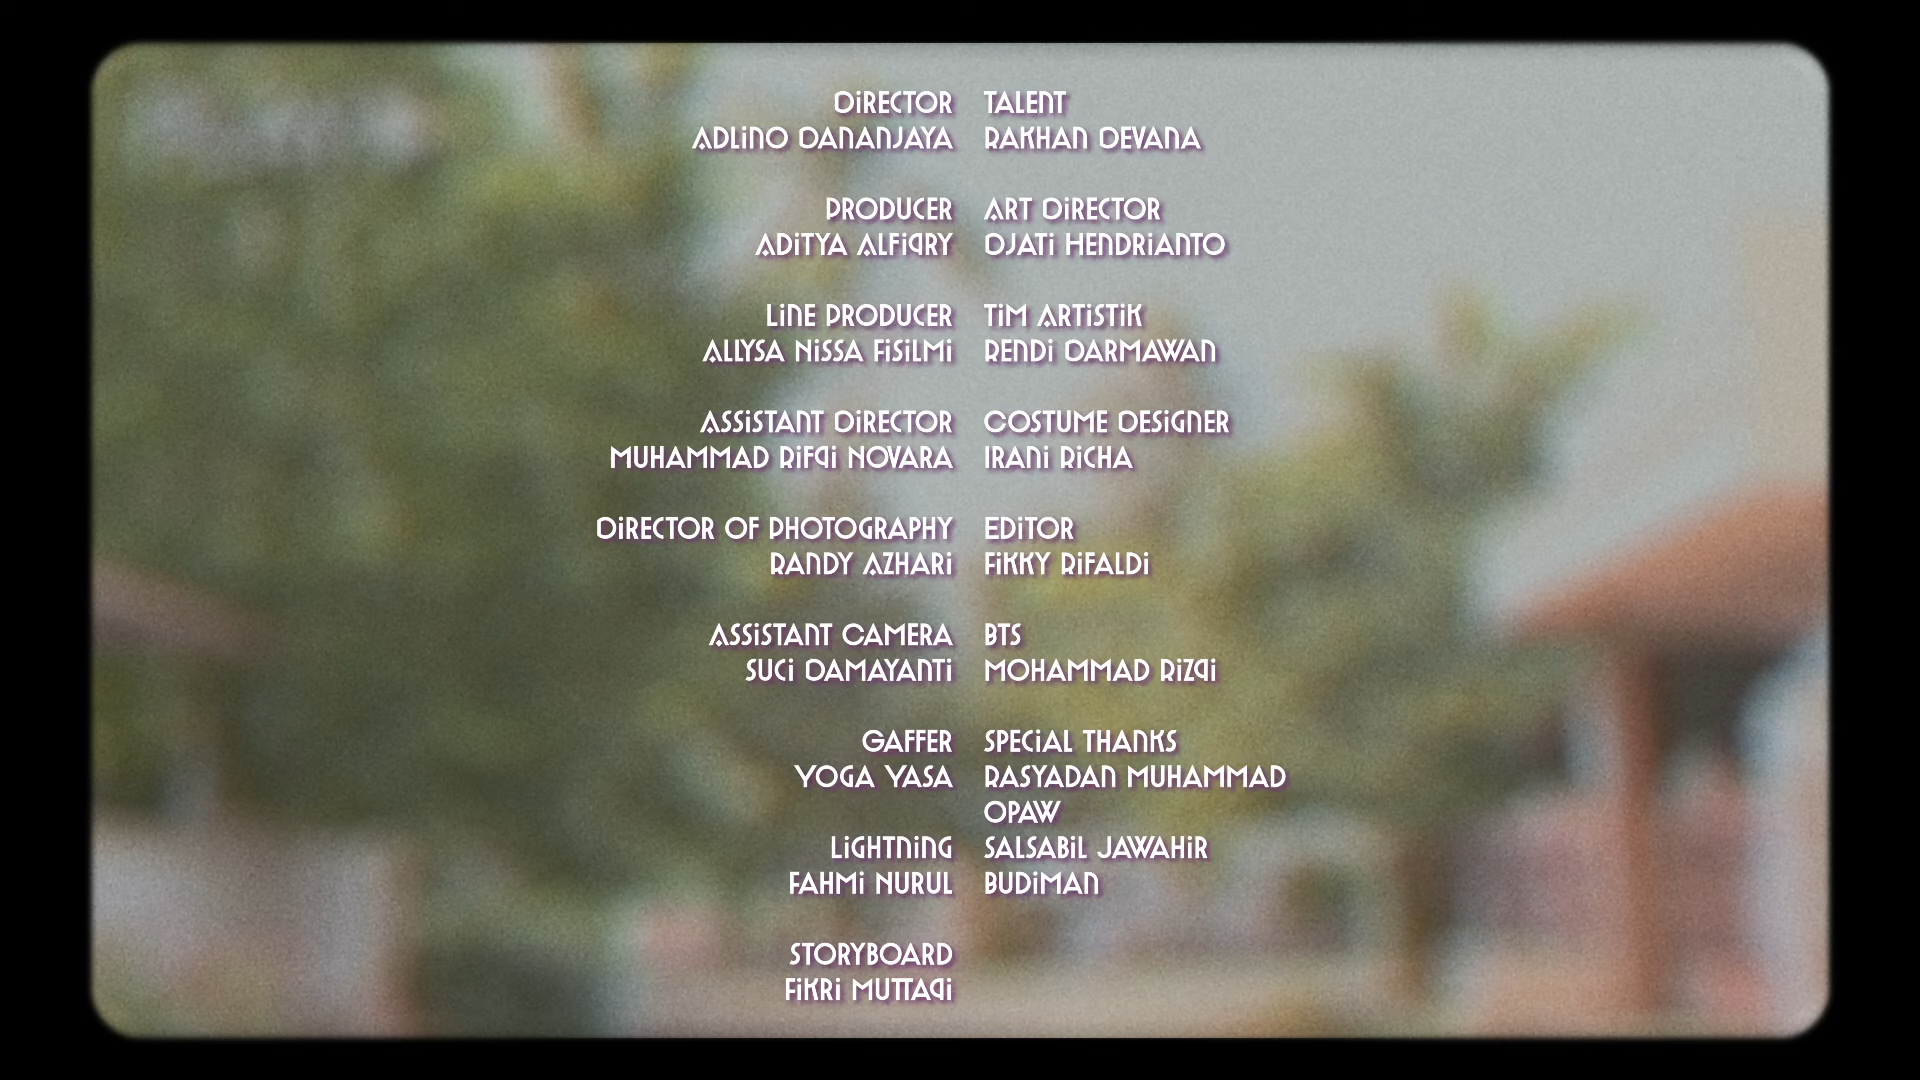 DiRECTOR
ADLiNO DANANJAYA
PRODUCER
ADiTYA ALFiQRY
LiNE PRODUCER
ALLYSA NiSSA FiSiLMi
ASSiSTANT DiRECTOR
MUHAMMAD RiFQi NOVARA
DiRECTOR OF PHOTOGRAPHY
RANDY AZHARi
ASSiSTANT CAMERA
SUCi DAMAYANTi
GAFFER
YOGA YASA
LiGHTNiNG
FAHMi NURUL
STORYBOARD
FiKRi MUTTAQi
TALENT
RAKHAN DEVANA
ART DiRECTOR
DJATi HENDRiANTO
TiM ARTiSTiK
RENDi DARMAWAN
COSTUME DESiGNER
IRANi RiCHA
EDiTOR
FiKKY RiFALDi
BTS
MOHAMMAD RiZQi
SPECiAL THANKS
RASYADAN MUHAMMAD
OPAW
SALSABiL JAWAHiR
BUDiMAN